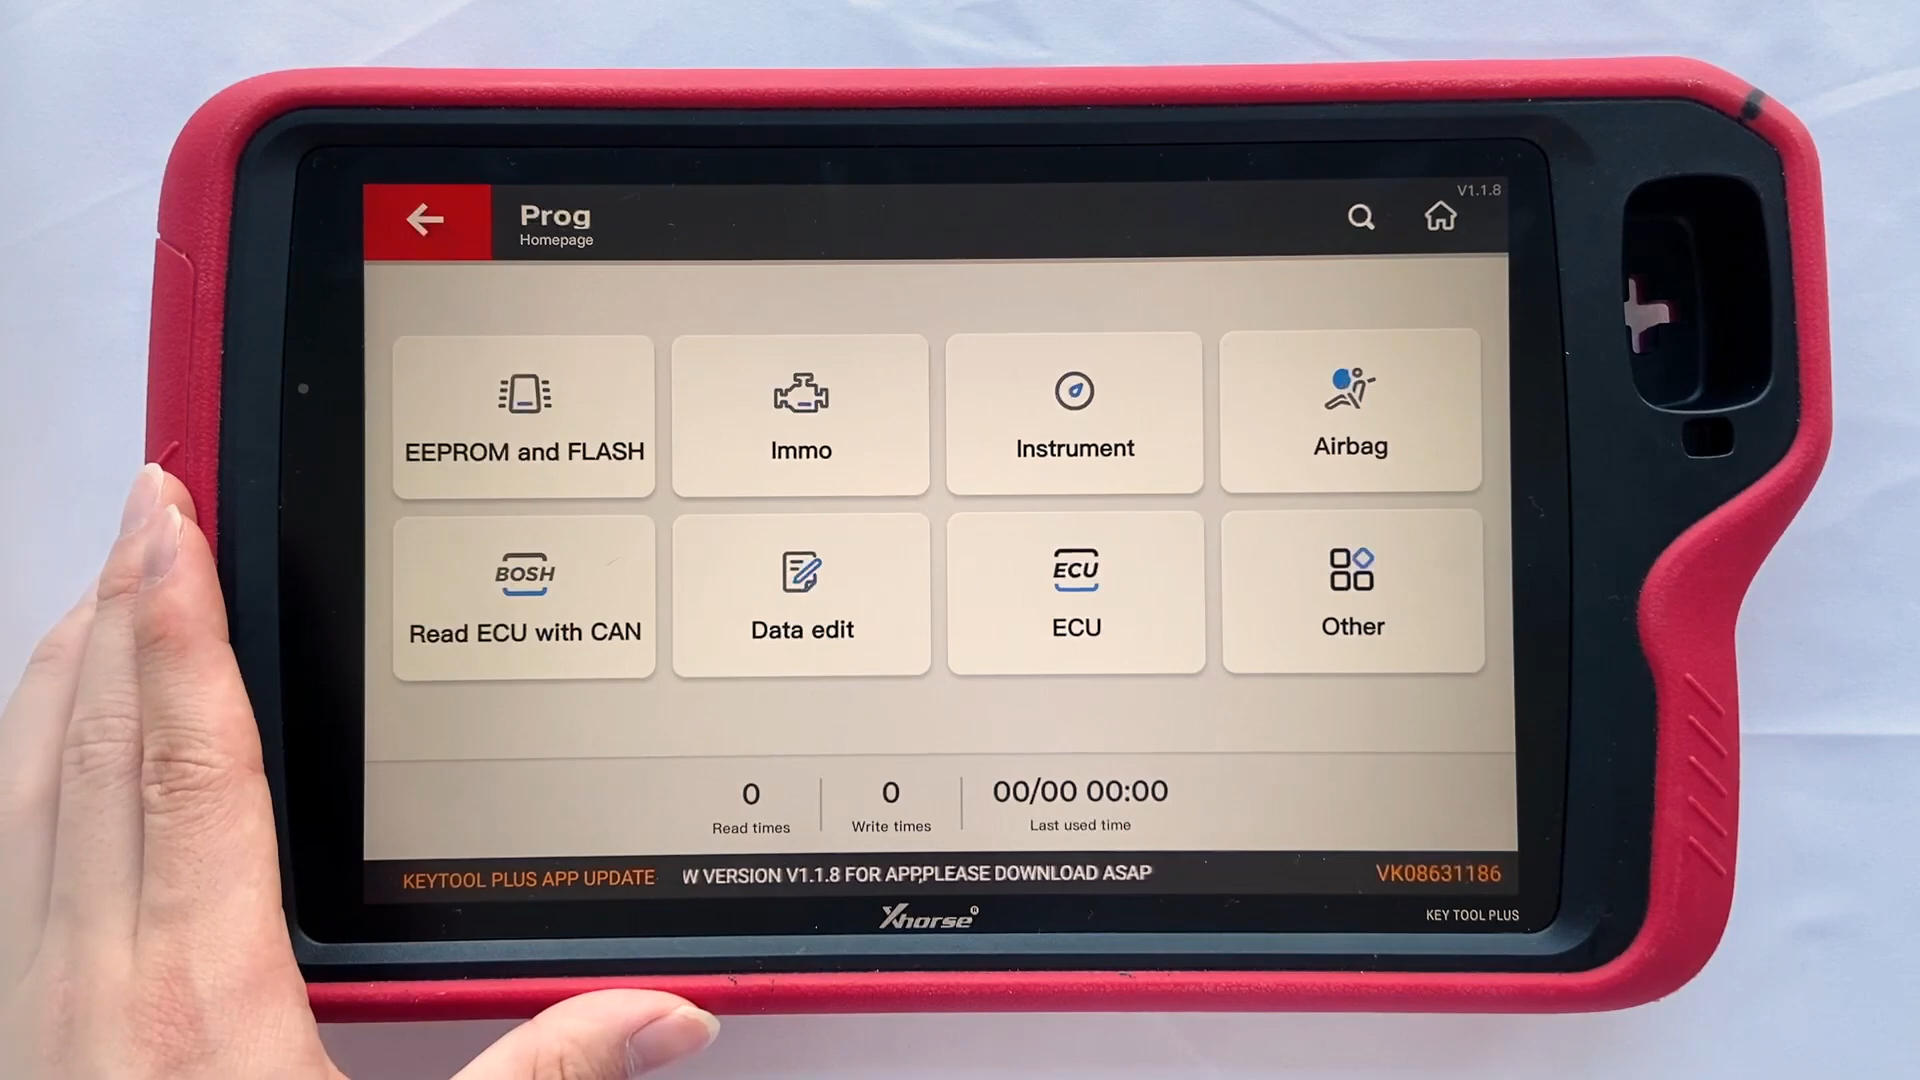 V1.1.8
Prog
Homepage
EEPROM and FLASH
Immo
Instrument
Airbag
BOSH
Read ECU with CAN
Data edit
ECU
ECU
Other
0
Read times
0
Write times
00/00 00:00
Last used time
KEYTOOL PLUS APP UPDATE
W VERSION V1.1.8 FOR APP,PLEASE DOWNLOAD ASAP
VK08631186
Xhorse®
KEY TOOL PLUS